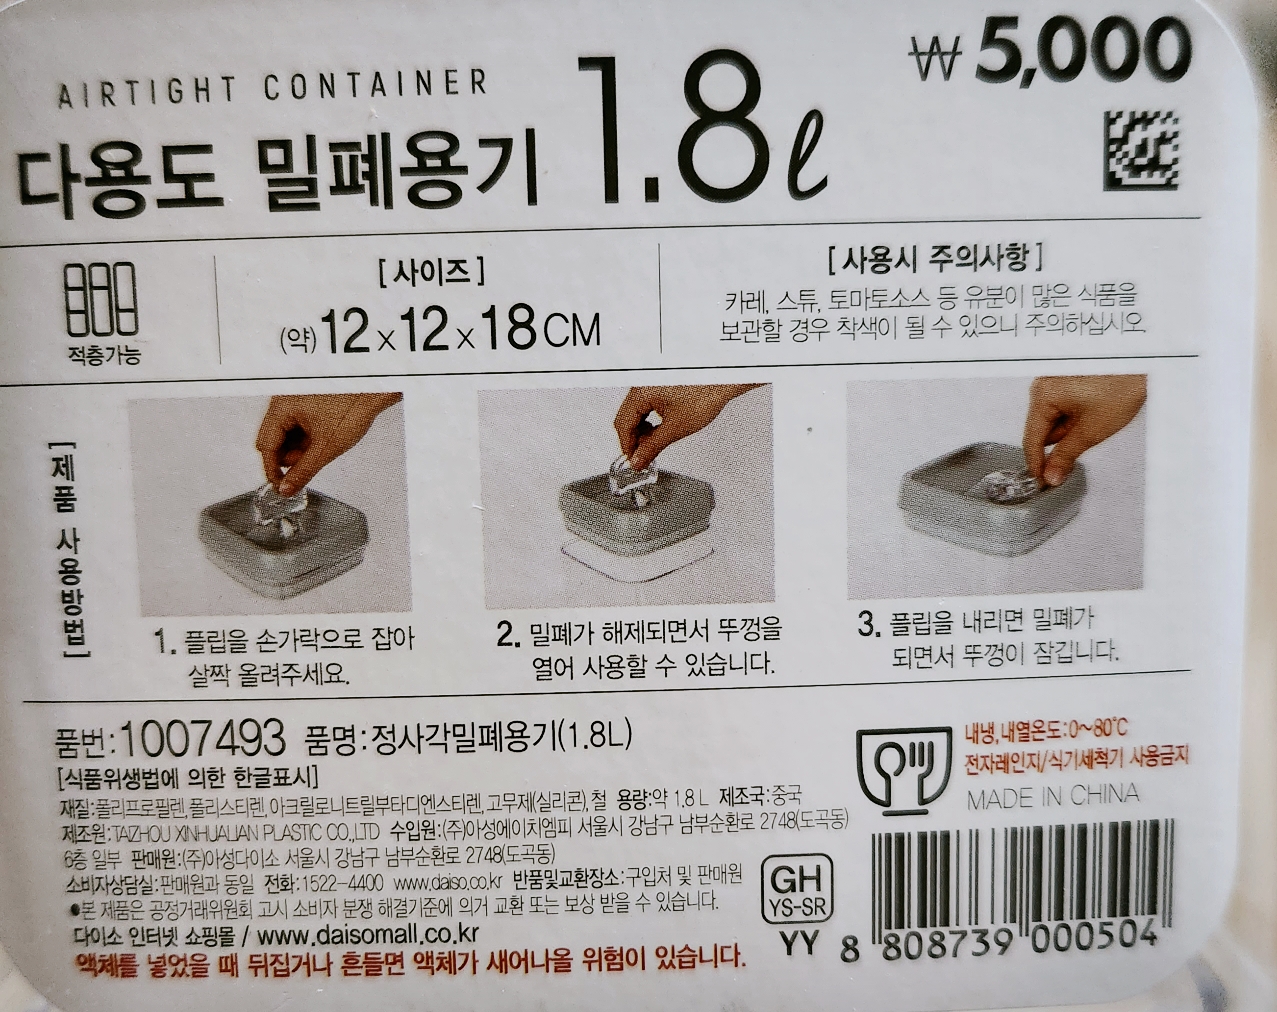 ₩5,000
AIRTIGHT CONTAINER
다용도 밀폐용기 1.8ℓ
적층가능
[사이즈]
(약)12x12x18CM
[사용시 주의사항]
카레, 스튜, 토마토소스 등 유분이 많은 식품을
보관할 경우 착색이 될 수 있으니 주의하십시오.
[제품 사용방법]
1. 플립을 손가락으로 잡아
살짝 올려주세요.
2. 밀폐가 해제되면서 뚜껑을
열어 사용할 수 있습니다.
3. 플립을 내리면 밀폐가
되면서 뚜껑이 잠깁니다.
품번:1007493 품명:정사각밀폐용기(1.8L)
[식품위생법에 의한 한글표시]
재질:폴리프로필렌,폴리스티렌,아크릴로니트릴부타디엔스티렌,고무제(실리콘),철 용량:약 1.8L 제조국:중국
제조원:TAIZHOU XINHUALIAN PLASTIC CO.,LTD 수입원:(주)아성에이치엠피 서울시 강남구 남부순환로 2748(도곡동)
6층 일부 판매원:(주)아성다이소 서울시 강남구 남부순환로 2748(도곡동)
소비자상담실:판매원과 동일 전화:1522-4400 www.daiso.co.kr 반품및교환장소:구입처 및 판매원
●본 제품은 공정거래위원회 고시 소비자 분쟁 해결기준에 의거 교환 또는 보상 받을 수 있습니다.
다이소 인터넷 쇼핑몰 / www.daisomall.co.kr
액체를 넣었을 때 뒤집거나 흔들면 액체가 새어나올 위험이 있습니다.
내냉,내열온도:0~80℃
전자레인지/식기세척기 사용금지
MADE IN CHINA
GH
YS-SR
YY
8 808739 000504